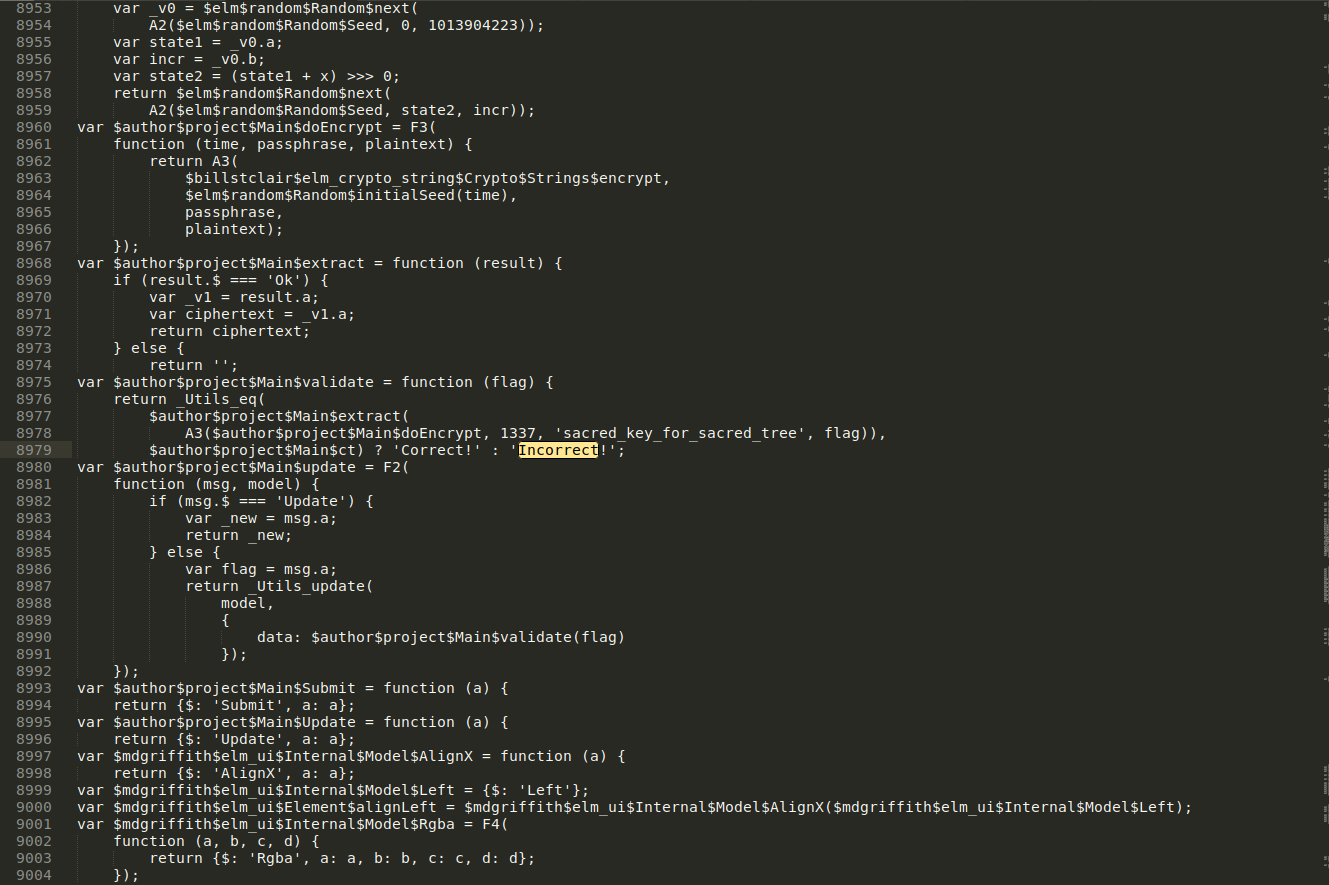 8953 var _v0 = $elm$random$Random$next(
8954 A2($elm$random$Random$Seed, 0, 1013904223));
8955 var state1 = _v0.a;
8956 var incr = _v0.b;
8957 var state2 = (state1 + x) >>> 0;
8958 return $elm$random$Random$next(
8959 A2($elm$random$Random$Seed, state2, incr));
8960 var $author$project$Main$doEncrypt = F3(
8961 function (time, passphrase, plaintext) {
8962 return A3(
8963 $billstclair$elm_crypto_string$Crypto$Strings$encrypt,
8964 $elm$random$Random$initialSeed(time),
8965 passphrase,
8966 plaintext);
8967 });
8968 var $author$project$Main$extract = function (result) {
8969 if (result.$ === 'Ok') {
8970 var _v1 = result.a;
8971 var ciphertext = _v1.a;
8972 return ciphertext;
8973 } else {
8974 return '';
8975 var $author$project$Main$validate = function (flag) {
8976 return _Utils_eq(
8977 $author$project$Main$extract(
8978 A3($author$project$Main$doEncrypt, 1337, 'sacred_key_for_sacred_tree', flag)),
8979 $author$project$Main$ct) ? 'Correct!' : 'Incorrect!';
8980 var $author$project$Main$update = F2(
8981 function (msg, model) {
8982 if (msg.$ === 'Update') {
8983 var _new = msg.a;
8984 return _new;
8985 } else {
8986 var flag = msg.a;
8987 return _Utils_update(
8988 model,
8989 {
8990 data: $author$project$Main$validate(flag)
8991 });
8992 });
8993 var $author$project$Main$Submit = function (a) {
8994 return {$: 'Submit', a: a};
8995 var $author$project$Main$Update = function (a) {
8996 return {$: 'Update', a: a};
8997 var $mdgriffith$elm_ui$Internal$Model$AlignX = function (a) {
8998 return {$: 'AlignX', a: a};
8999 var $mdgriffith$elm_ui$Internal$Model$Left = {$: 'Left'};
9000 var $mdgriffith$elm_ui$Element$alignLeft = $mdgriffith$elm_ui$Internal$Model$AlignX($mdgriffith$elm_ui$Internal$Model$Left);
9001 var $mdgriffith$elm_ui$Internal$Model$Rgba = F4(
9002 function (a, b, c, d) {
9003 return {$: 'Rgba', a: a, b: b, c: c, d: d};
9004 });